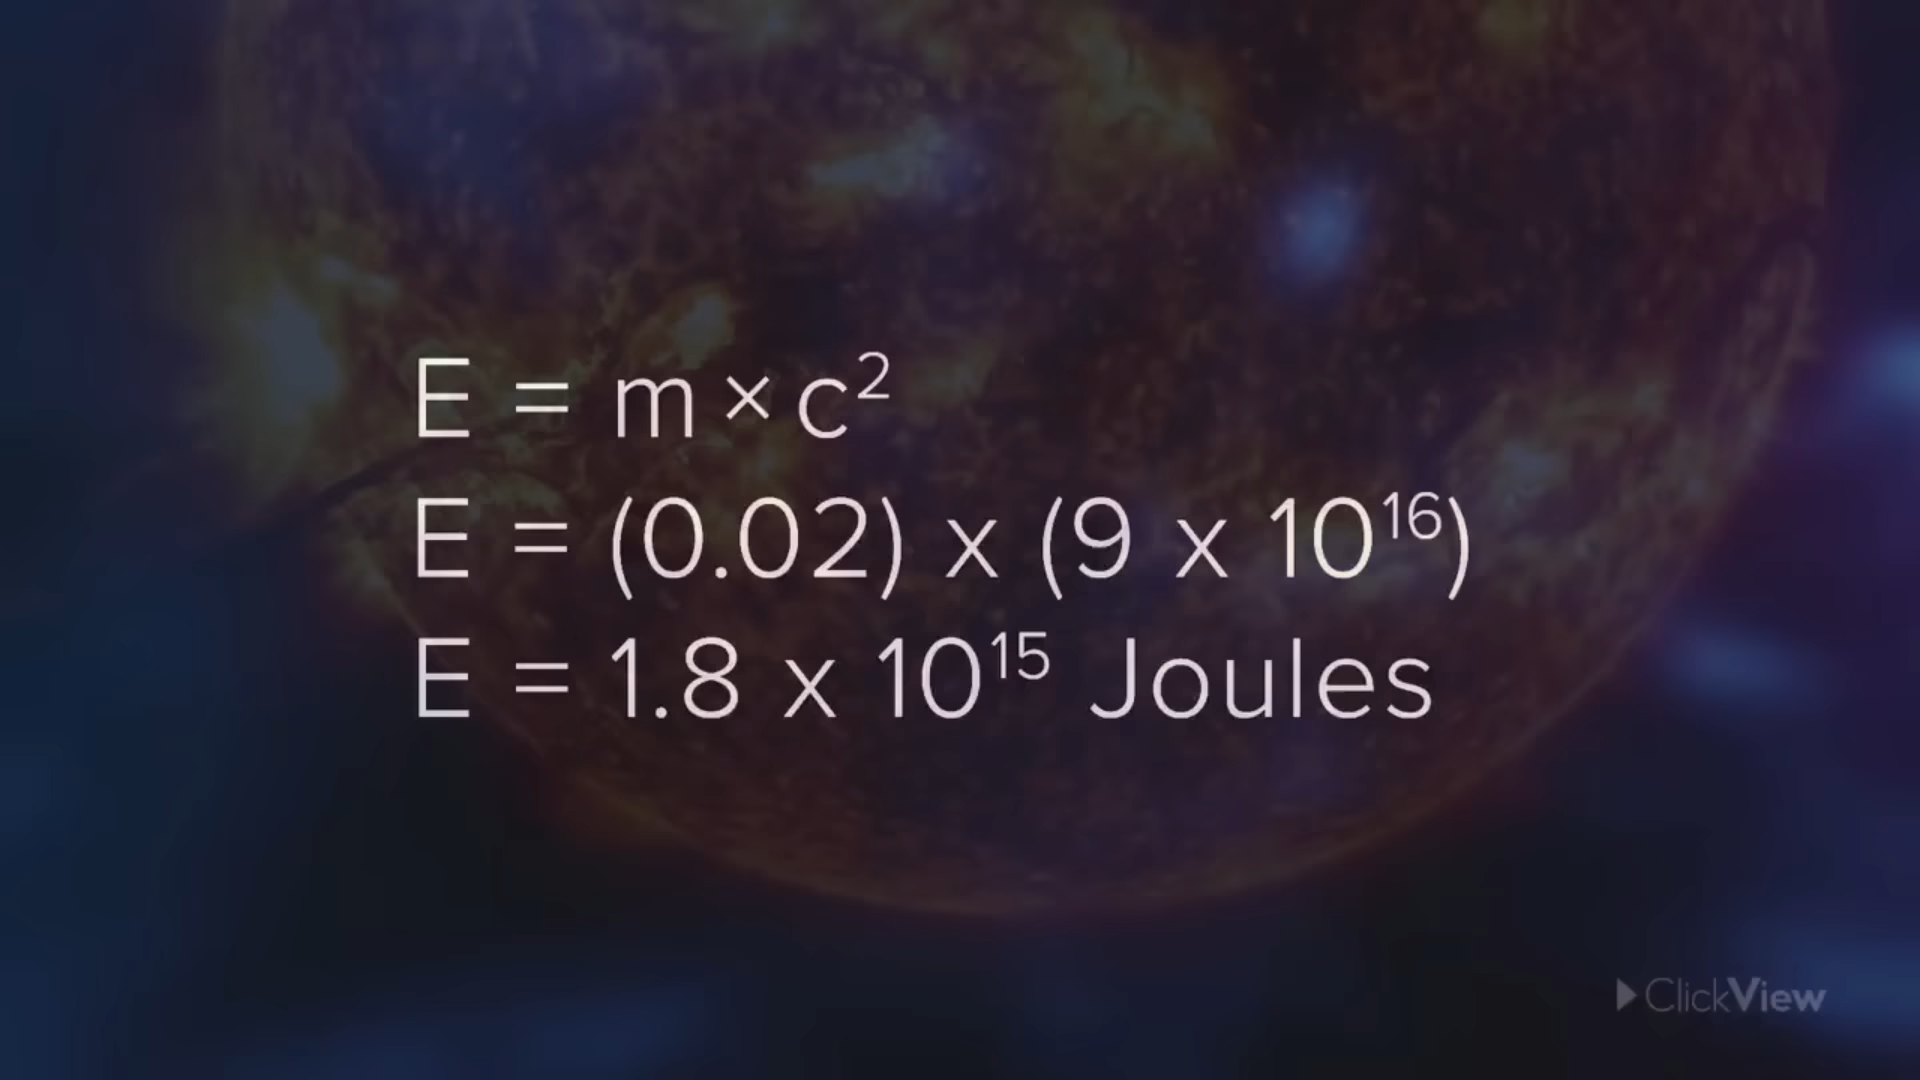 E = m × c²
E = (0.02) x (9 x 10¹⁶)
E = 1.8 x 10¹⁵ Joules
ClickView